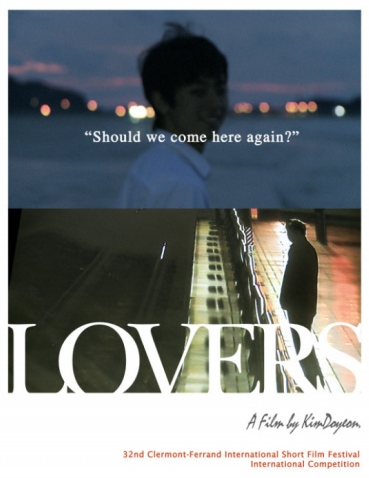 “Should we come here again?”
LOVERS
A Film by KimDoyeon.
32nd Clermont-Ferrand International Short Film Festival
International Competition